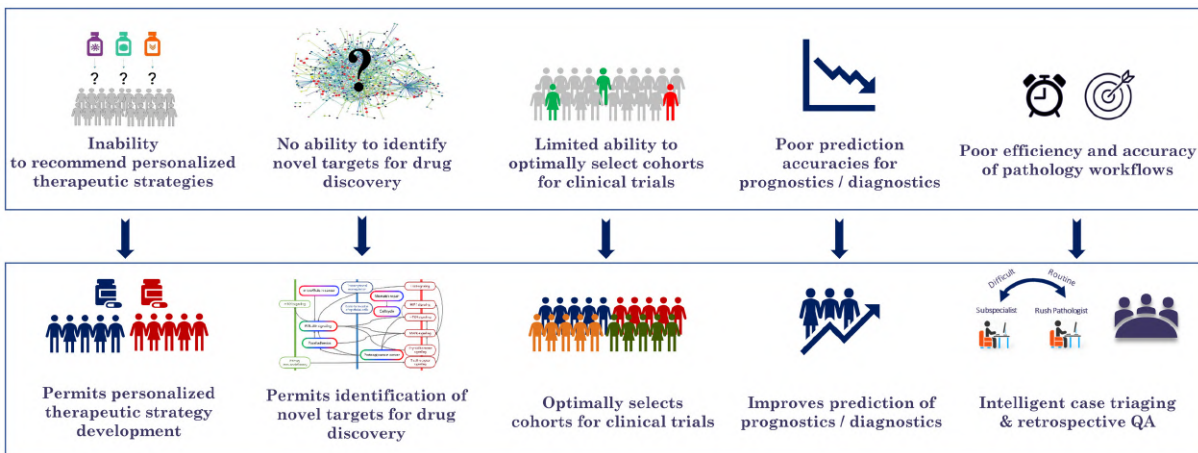 ?
?
?
?
Inability
to recommend personalized
therapeutic strategies
No ability to identify
novel targets for drug
discovery
Limited ability to
optimally select cohorts
for clinical trials
Poor prediction
accuracies for
prognostics / diagnostics
Poor efficiency and accuracy
of pathology workflows
Permits personalized
therapeutic strategy
development
Permits identification of
novel targets for drug
discovery
Optimally selects
cohorts for clinical trials
Improves prediction of
prognostics / diagnostics
Difficult
Routine
Subspecialist
Rush Pathologist
Intelligent case triaging
& retrospective QA